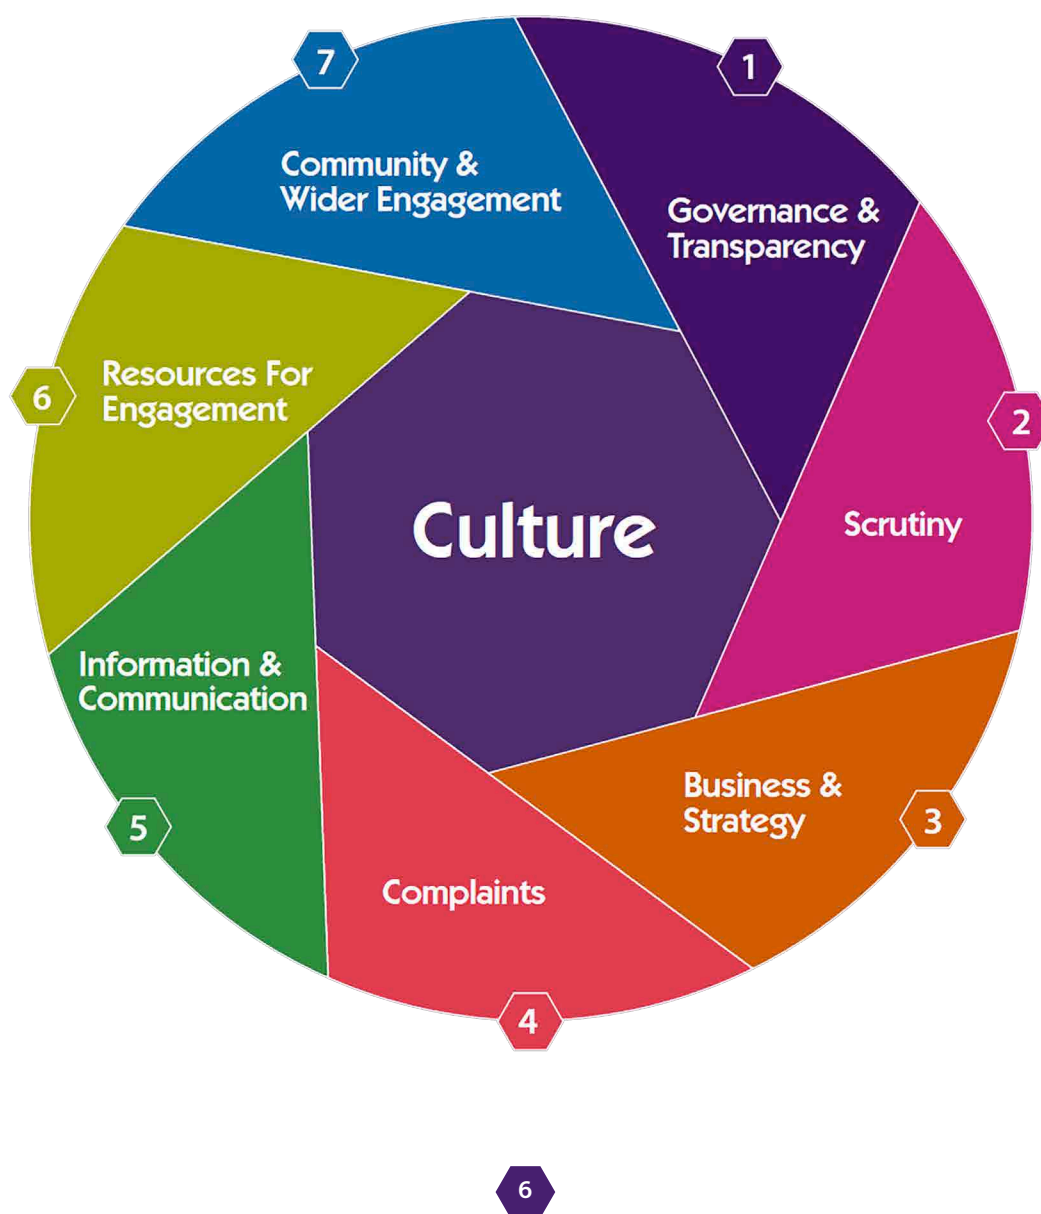 7
1
Community &
Wider Engagement
Governance &
Transparency
Resources For
Engagement
6
2
Culture
Scrutiny
Information &
Communication
Business &
Strategy
5
3
Complaints
4
6